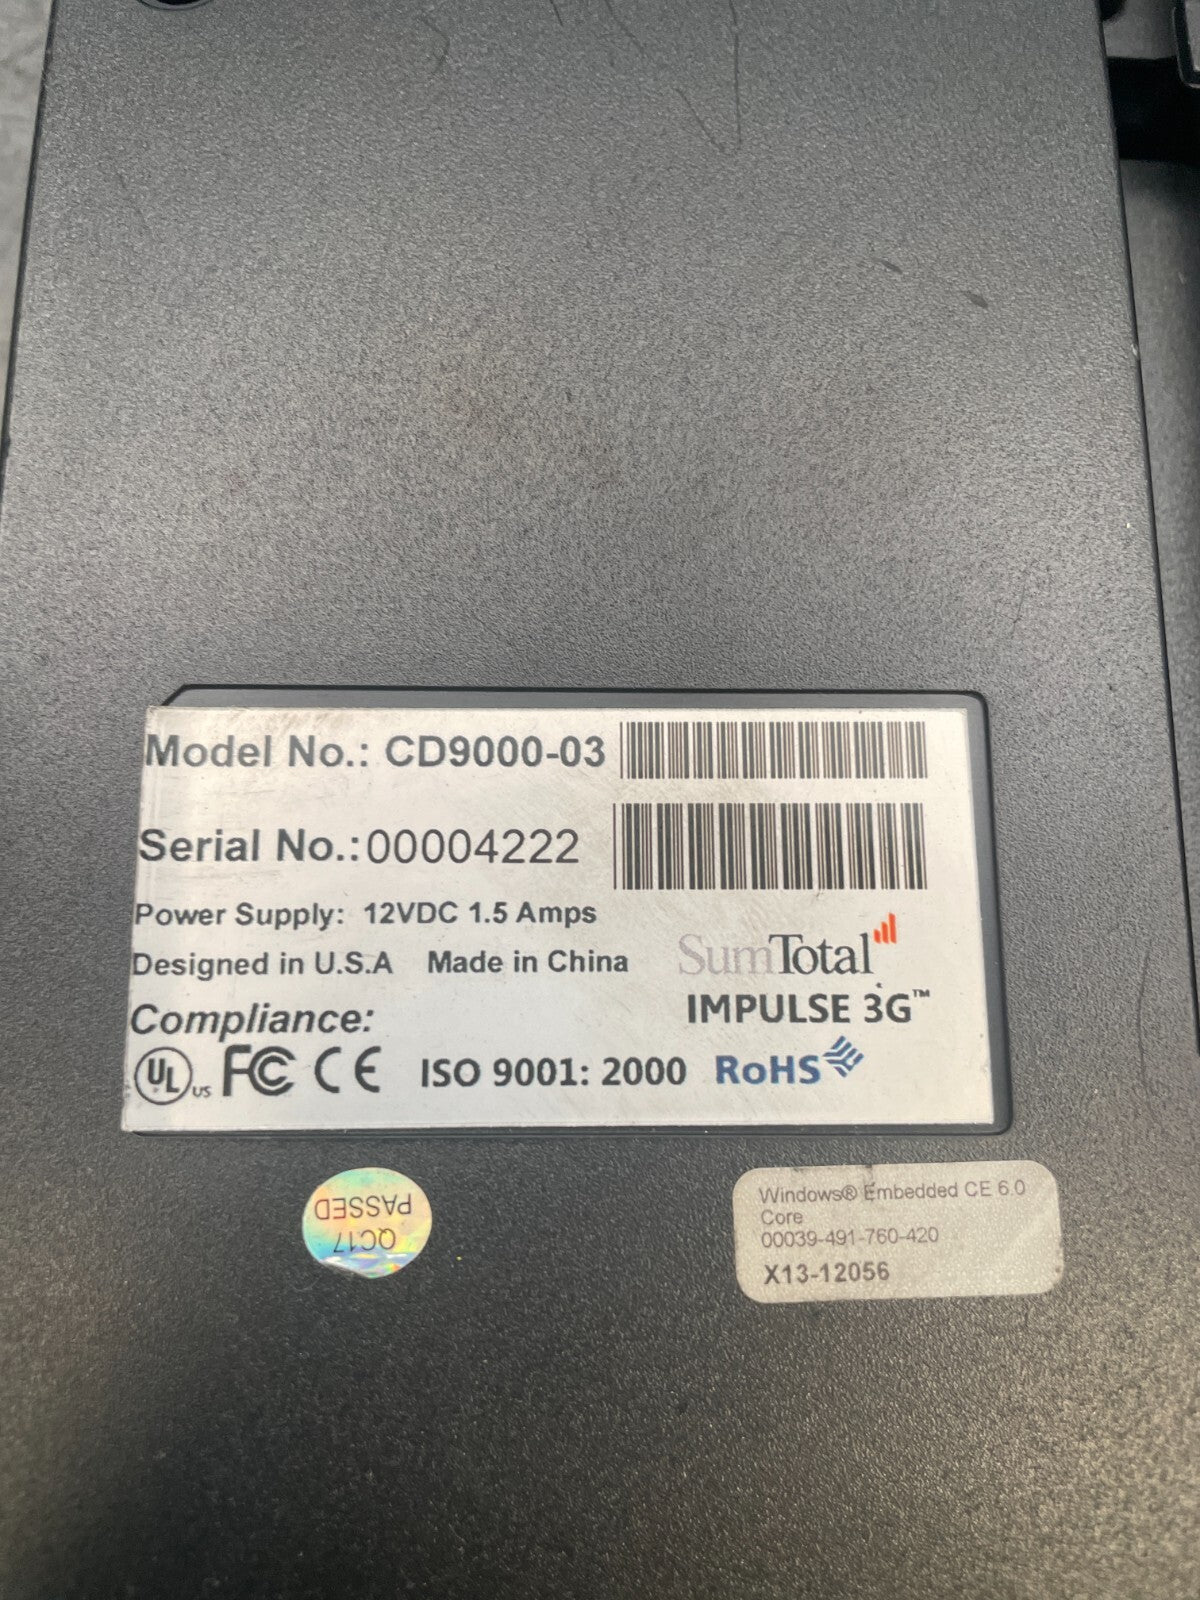 Model No.: CD9000-03
Serial No.:00004222
Power Supply: 12VDC 1.5 Amps
Designed in U.S.A Made in China
SumTotal
IMPULSE 3G™
Compliance:
UL US FC CE ISO 9001: 2000 RoHS
PASSED
QC17
Windows® Embedded CE 6.0
Core
00039-491-760-420
X13-12056